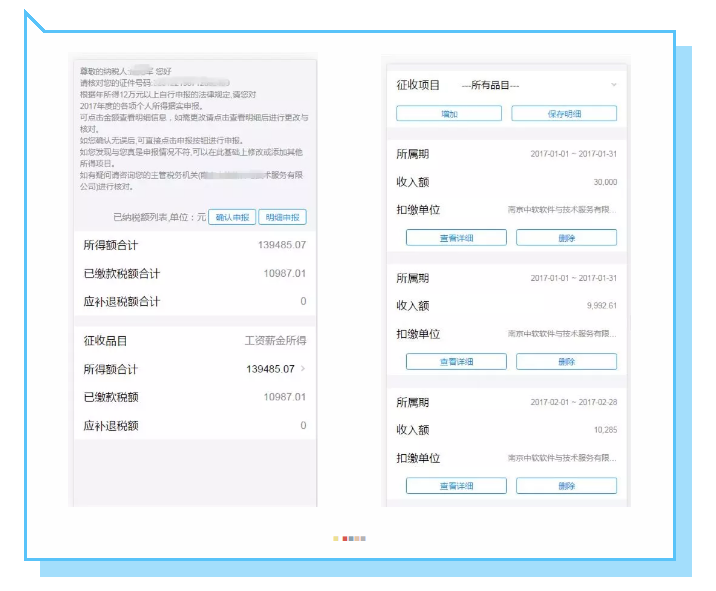 尊敬的纳税人 您好
请核对您的证件号码
根据年所得12万元以上自行申报的法律规定,请您对
2017年度的各项个人所得据实申报。
可点击金额查看明细信息，如需更改请点击查看明细后进行更改与
核对。
如您确认无误后,可直接点击申报按钮进行申报。
如您发现与您真是申报情况不符,可以在此基础上修改或添加其他
所得项目。
如有疑问请咨询您的主管税务机关(南 术服务有限
公司)进行核对。
已纳税额列表,单位：元 确认申报 明细申报
所得额合计 139485.07
已缴款税额合计 10987.01
应补退税额合计 0
征收品目 工资薪金所得
所得额合计 139485.07
已缴纳税额 10987.01
应补退税额 0
征收项目 ---所有品目---
增加 保存明细
所属期 2017-01-01 ~ 2017-01-31
收入额 30,000
扣缴单位 南京中软软件与技术服务有限...
查看详细 删除
所属期 2017-01-01 ~ 2017-01-31
收入额 9,992.61
扣缴单位 南京中软软件与技术服务有限...
查看详细 删除
所属期 2017-02-01 ~ 2017-02-28
收入额 10,285
扣缴单位 南京中软软件与技术服务有限...
查看详细 删除